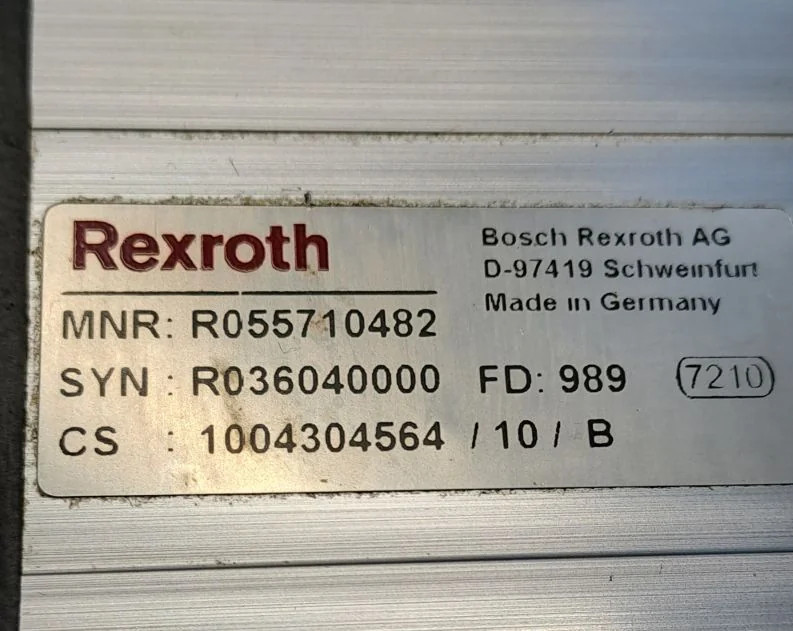 Rexroth
Bosch Rexroth AG
D-97419 Schweinfurt
Made in Germany
MNR: R055710482
SYN : R036040000 FD: 989 7210
CS : 1004304564 / 10 / B